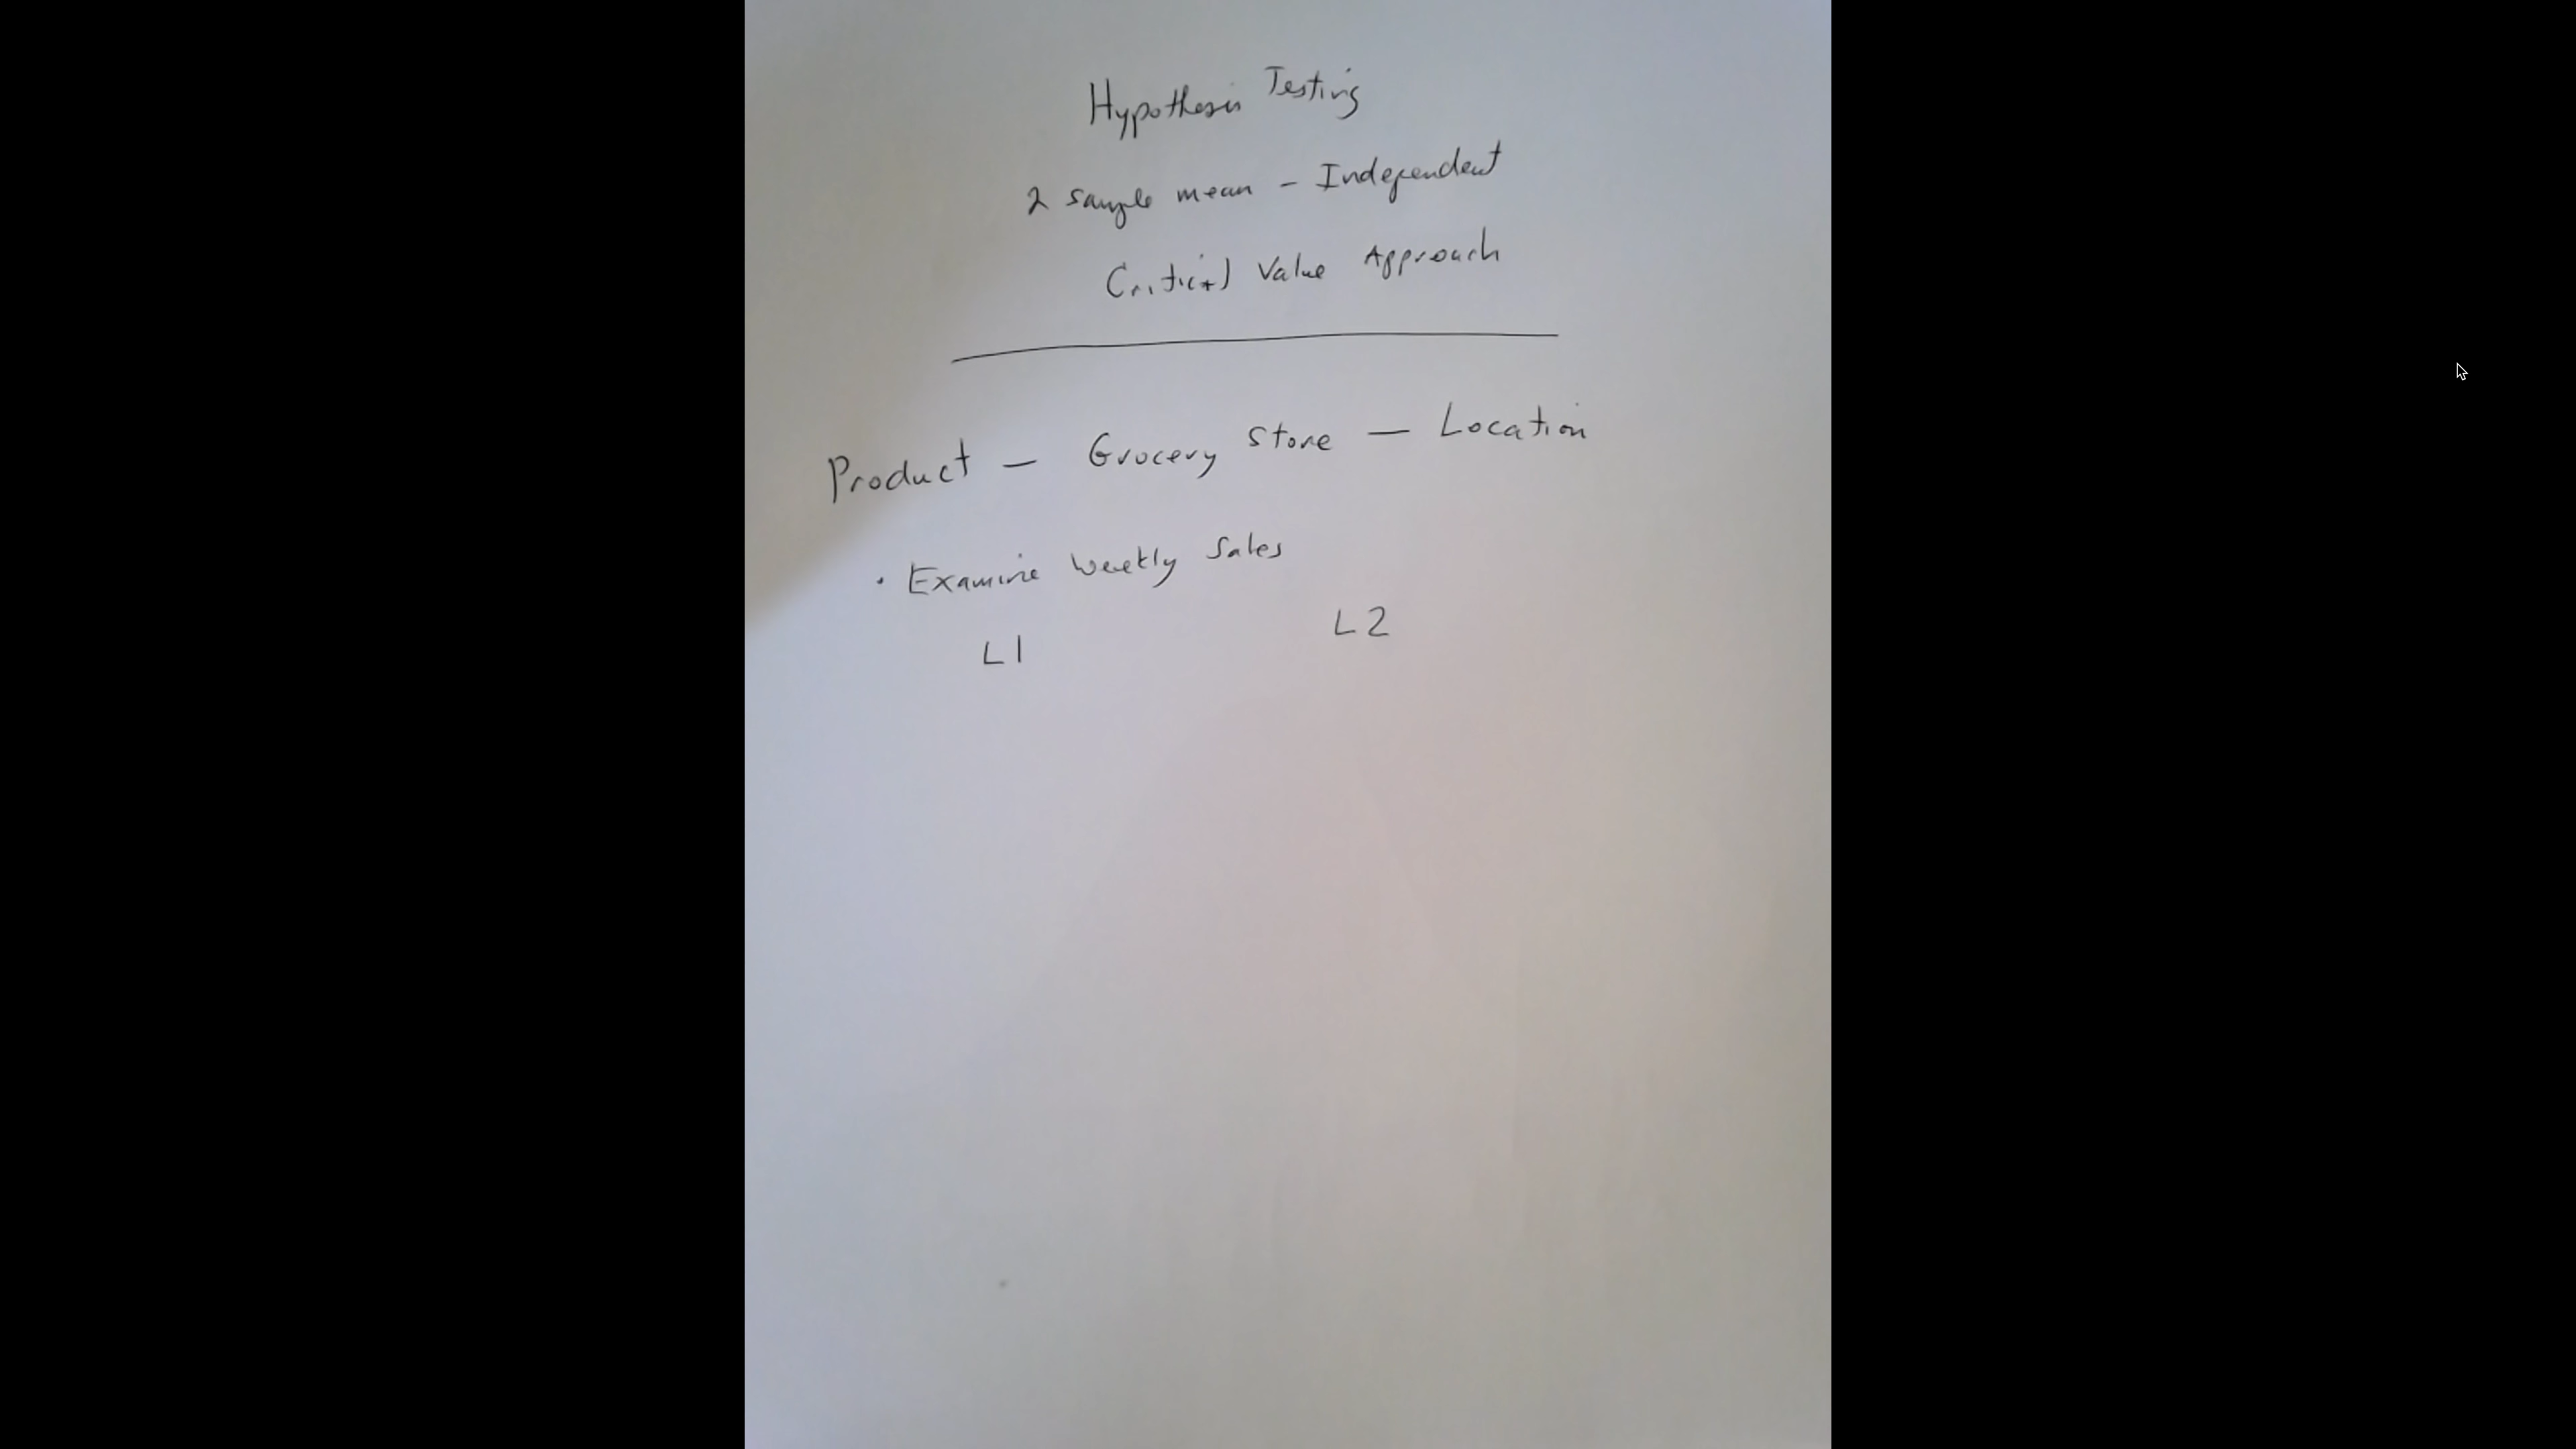 Hypothesis Testing
2 sample mean - Independent
Critical Value Approach
Product — Grocery Store — Location
• Examine Weekly Sales
L1 L2